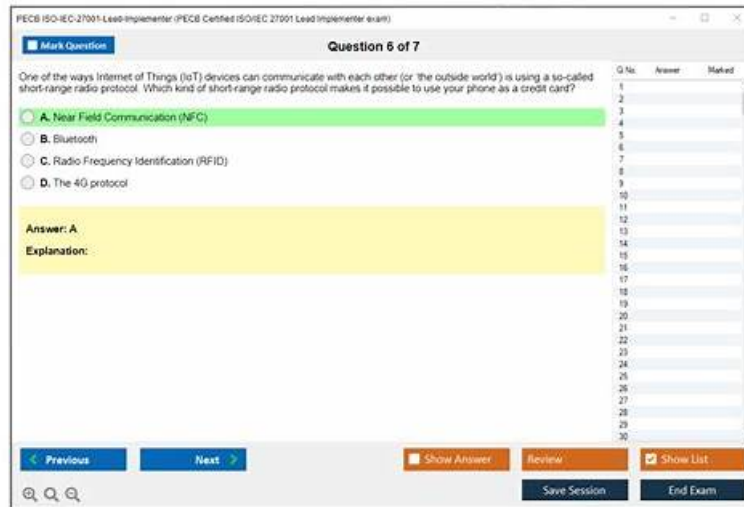 PECB ISO-IEC-27001-Lead-Implementer (PECB Certified ISO/IEC 27001 Lead Implementer exam)
Mark Question
Question 6 of 7
Q No. Answer Marked
One of the ways Internet of Things (IoT) devices can communicate with each other (or 'the outside world') is using a so-called
short-range radio protocol. Which kind of short-range radio protocol makes it possible to use your phone as a credit card?
A. Near Field Communication (NFC)
B. Bluetooth
C. Radio Frequency Identification (RFID)
D. The 4G protocol
Answer: A
Explanation:
1
2
3
4
5
6
7
8
9
10
11
12
13
14
15
16
17
18
19
20
21
22
23
24
25
26
27
28
29
30
Previous
Next
Show Answer
Review
Show List
Save Session
End Exam